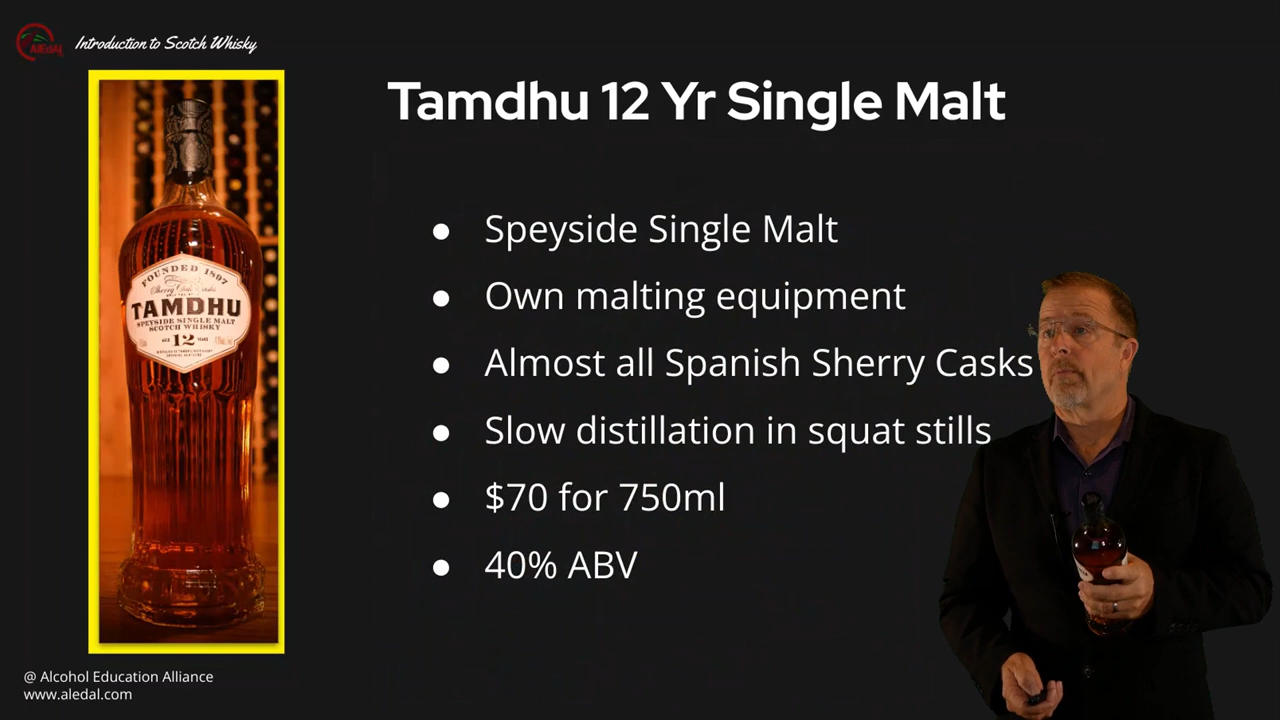 AlEdAl
Introduction to Scotch Whisky
Tamdhu 12 Yr Single Malt
FOUNDED 1897
TAMDHU
SPEYSIDE SINGLE MALT
SCOTCH WHISKY
AGED 12 YEARS
● Speyside Single Malt
● Own malting equipment
● Almost all Spanish Sherry Casks
● Slow distillation in squat stills
● $70 for 750ml
● 40% ABV
@ Alcohol Education Alliance
www.aledal.com